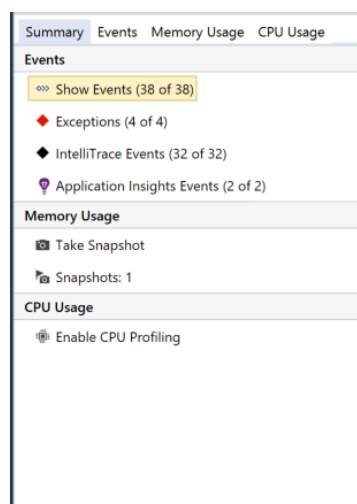 Summary Events Memory Usage CPU Usage
Events
Show Events (38 of 38)
Exceptions (4 of 4)
IntelliTrace Events (32 of 32)
Application Insights Events (2 of 2)
Memory Usage
Take Snapshot
Snapshots: 1
CPU Usage
Enable CPU Profiling